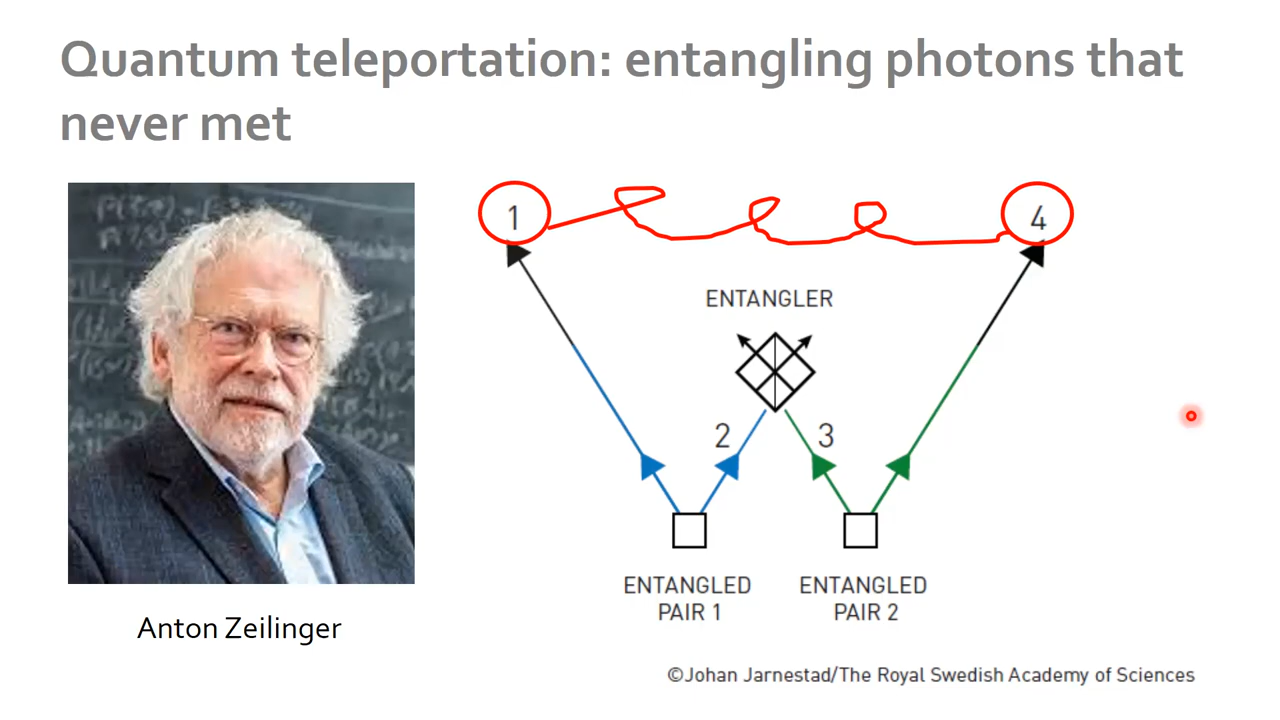 Quantum teleportation: entangling photons that
never met
1
4
ENTANGLER
2
3
ENTANGLED
PAIR 1
ENTANGLED
PAIR 2
Anton Zeilinger
©Johan Jarnestad/The Royal Swedish Academy of Sciences